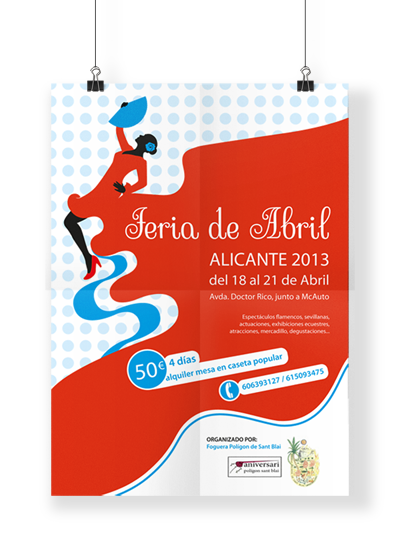 Feria de Abril
ALICANTE 2013
del 18 al 21 de Abril
Avda. Doctor Rico, junto a McAuto
Espectáculos flamencos, sevillanas,
actuaciones, exhibiciones ecuestres,
atracciones, mercadillo, degustaciones...
50€ 4 días
alquiler mesa en caseta popular
606393127 / 615093475
ORGANIZADO POR:
Foguera Polígon de Sant Blai
aniversari
polígon sant blai